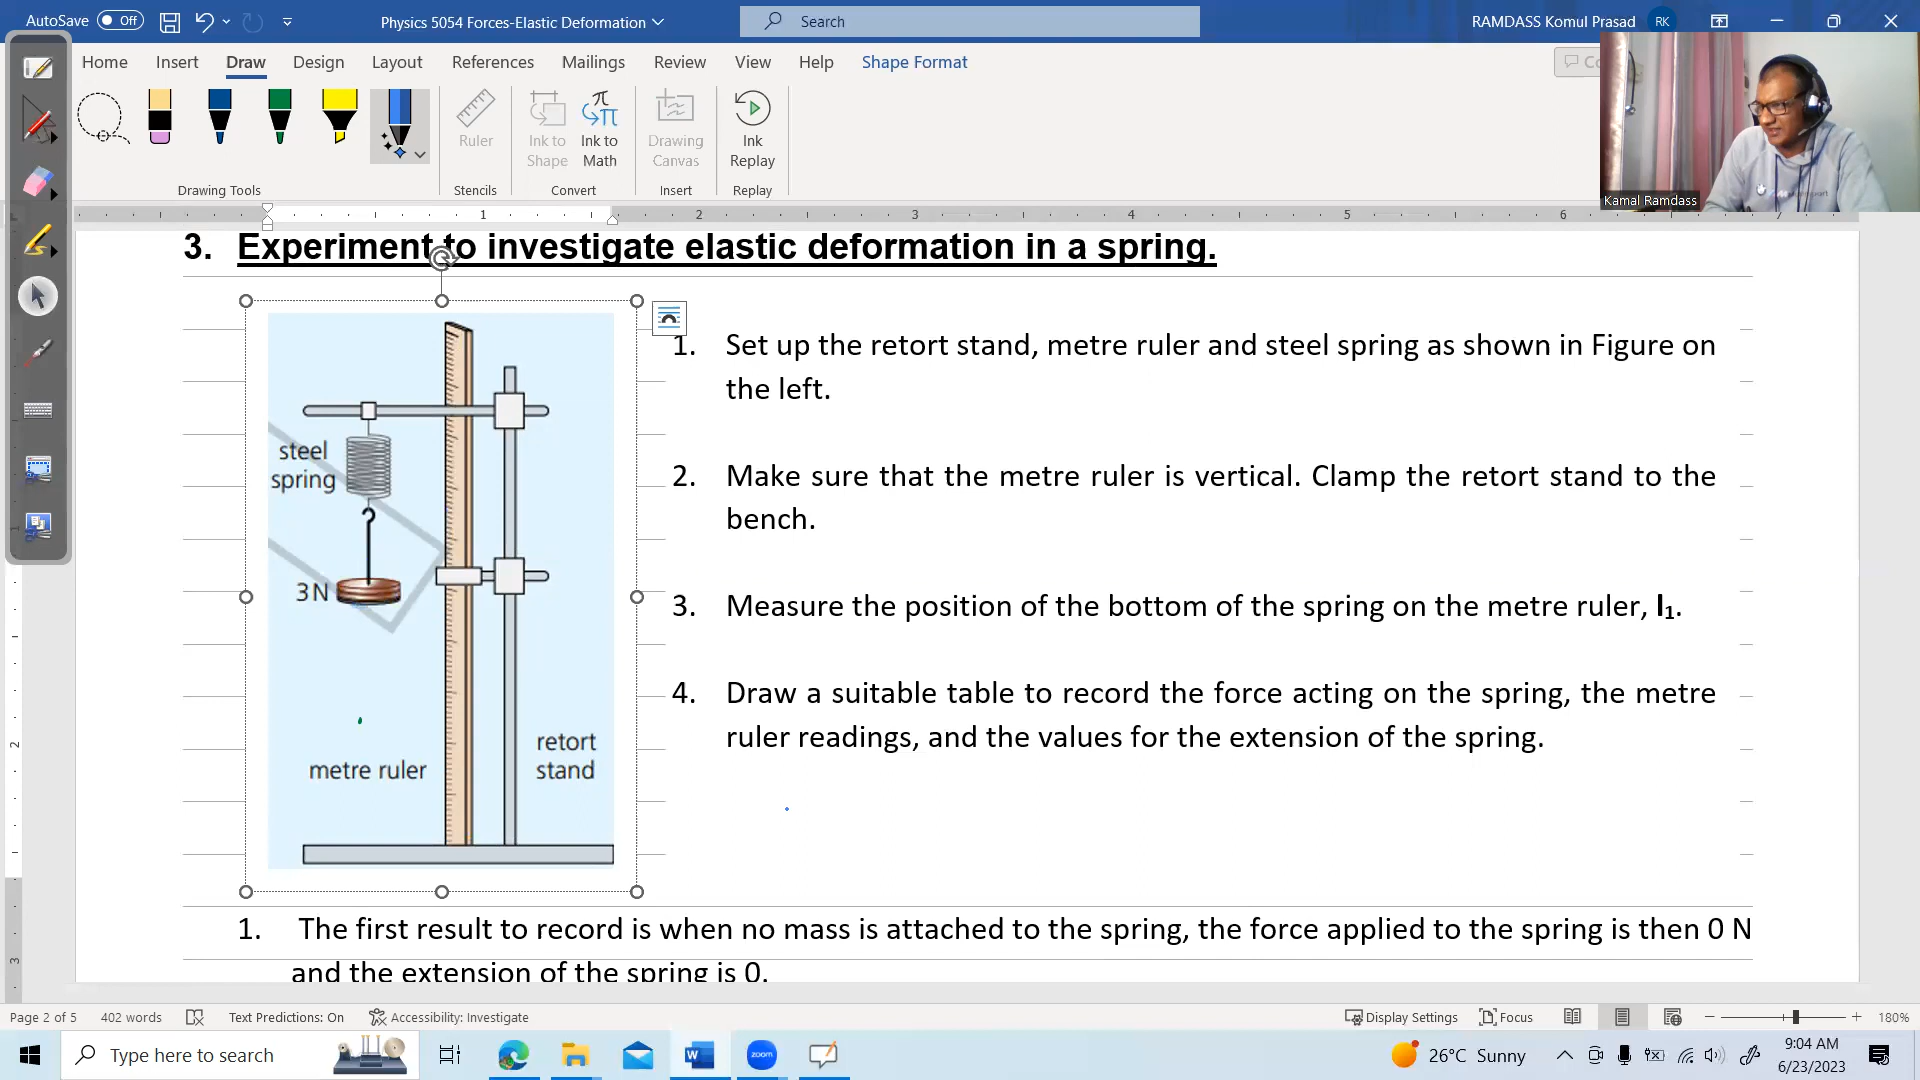 AutoSave Off
Physics 5054 Forces-Elastic Deformation
Search
RAMDASS Komul Prasad RK
Home Insert Draw Design Layout References Mailings Review View Help Shape Format
Ruler
Ink to Shape
Ink to Math
Drawing Canvas
Ink Replay
Drawing Tools Stencils Convert Insert Replay
Kamal Ramdass
1 2 3 4 5 6 7
3. Experiment to investigate elastic deformation in a spring.
steel
spring
3 N
metre ruler
retort
stand
1. Set up the retort stand, metre ruler and steel spring as shown in Figure on
the left.
2. Make sure that the metre ruler is vertical. Clamp the retort stand to the
bench.
3. Measure the position of the bottom of the spring on the metre ruler, l₁.
4. Draw a suitable table to record the force acting on the spring, the metre
ruler readings, and the values for the extension of the spring.
1. The first result to record is when no mass is attached to the spring, the force applied to the spring is then 0 N
and the extension of the spring is 0.
Page 2 of 5 402 words Text Predictions: On Accessibility: Investigate Display Settings Focus 180%
Type here to search
zoom
26°C Sunny
9:04 AM
6/23/2023